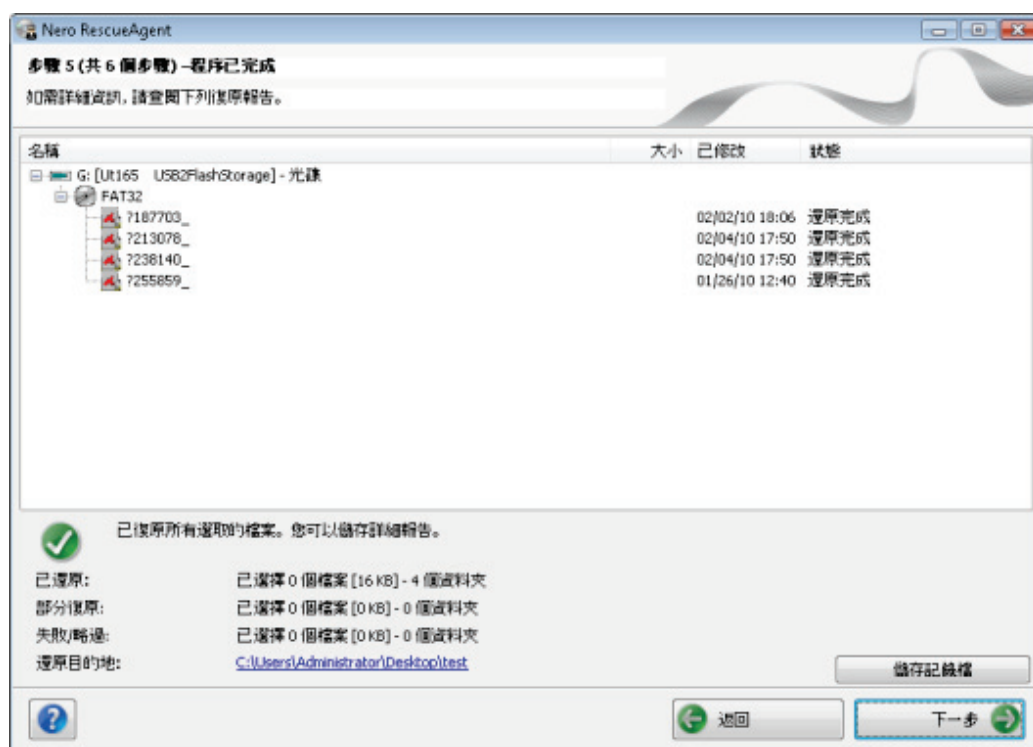 Nero RescueAgent
步驟 5 (共 6 個步驟) –程序已完成
如需詳細資訊, 請查閱下列復原報告。
名稱 大小 已修改 狀態
G: [Ut165 USB2FlashStorage] - 光碟
FAT32
?187703_ 02/02/10 18:06 還原完成
?213078_ 02/04/10 17:50 還原完成
?238140_ 02/04/10 17:50 還原完成
?255859_ 01/26/10 12:40 還原完成
已復原所有選取的檔案。您可以儲存詳細報告。
已還原: 已選擇 0 個檔案 [16 KB] - 4 個資料夾
部分復原: 已選擇 0 個檔案 [0 KB] - 0 個資料夾
失敗/略過: 已選擇 0 個檔案 [0 KB] - 0 個資料夾
還原目的地: C:\Users\Administrator\Desktop\test
儲存記錄檔
返回 下一步